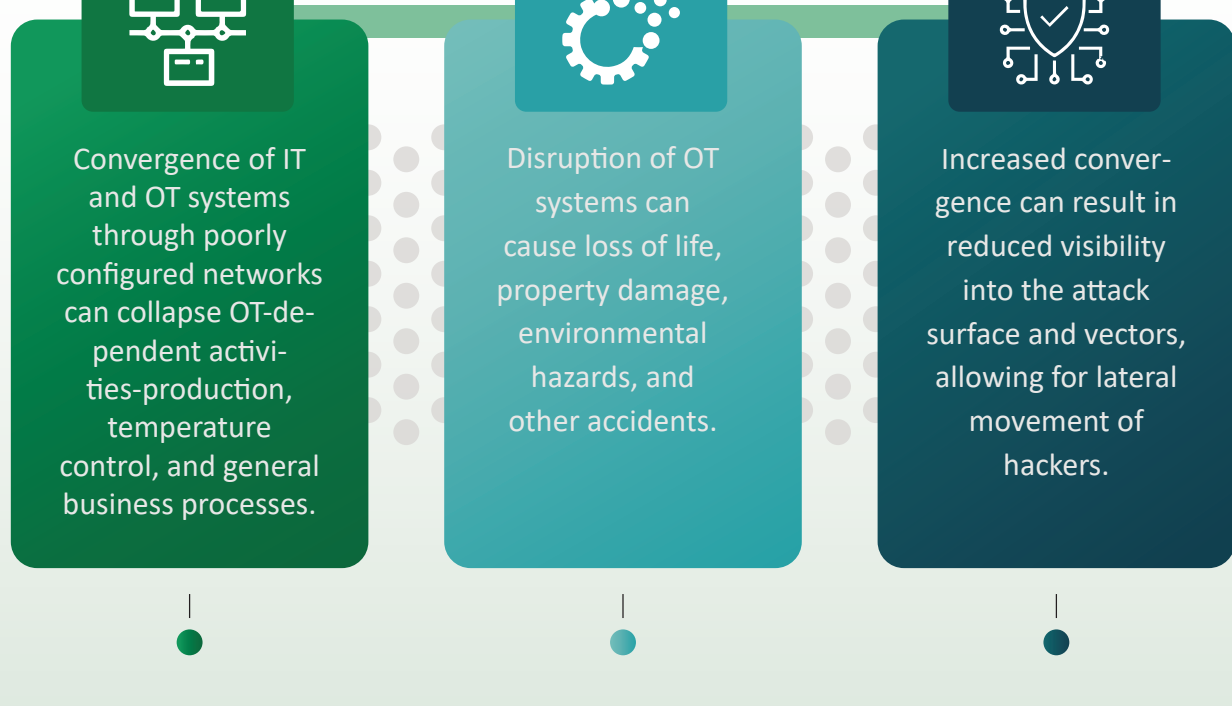 Convergence of IT
and OT systems
through poorly
configured networks
can collapse OT-de-
pendent activi-
ties-production,
temperature
control, and general
business processes.
Disruption of OT
systems can
cause loss of life,
property damage,
environmental
hazards, and
other accidents.
Increased conver-
gence can result in
reduced visibility
into the attack
surface and vectors,
allowing for lateral
movement of
hackers.